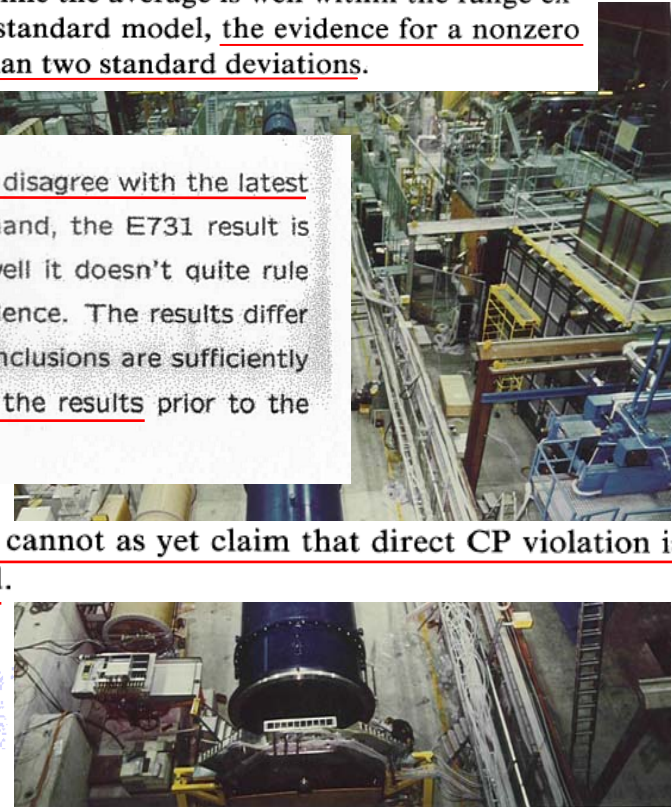 standard model, the evidence for a nonzero
an two standard deviations.
disagree with the latest
and, the E731 result is
ell it doesn't quite rule
ence. The results differ
nclusions are sufficiently
the results prior to the
cannot as yet claim that direct CP violation i